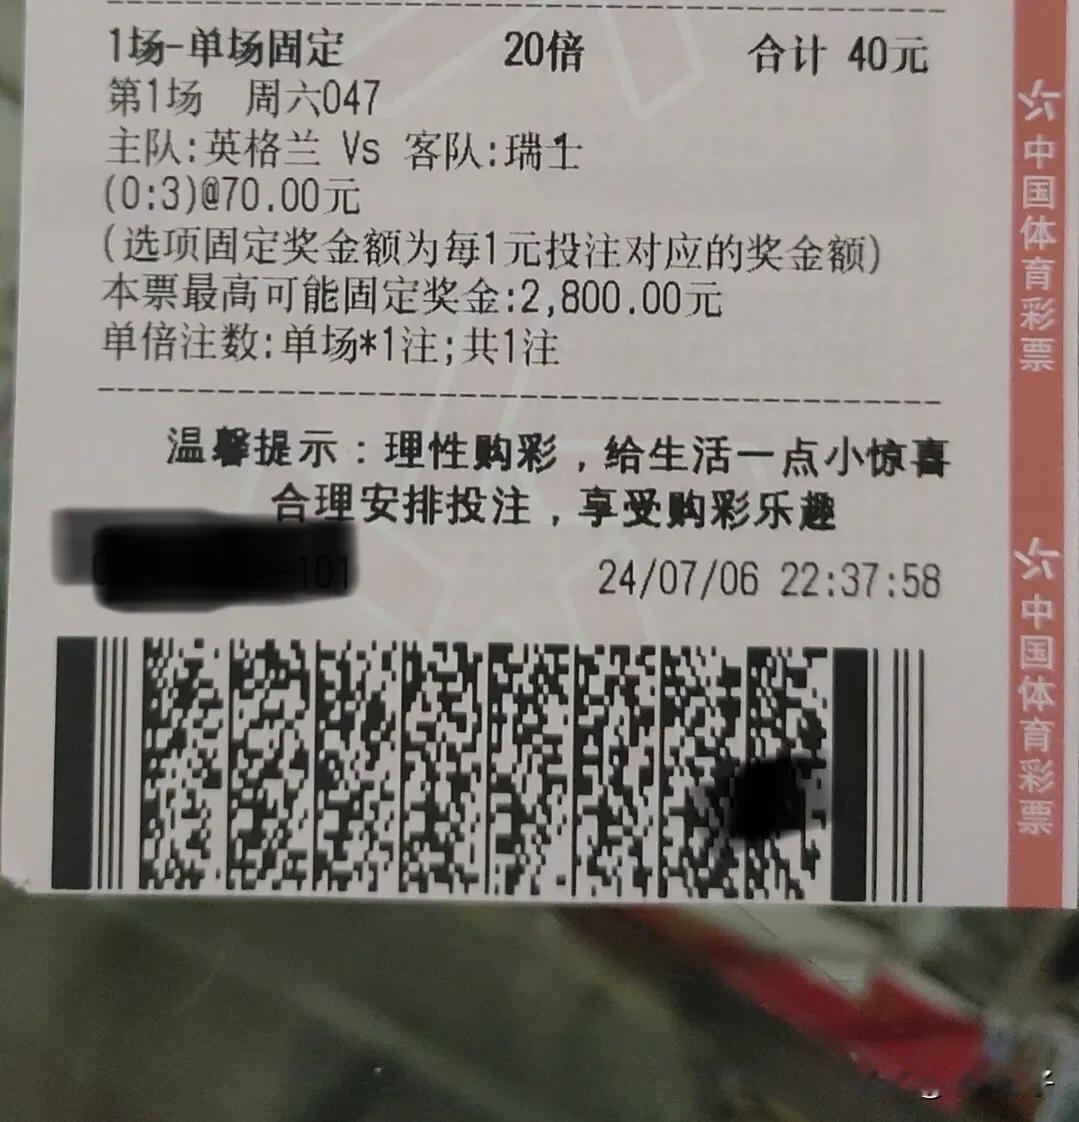 1场-单场固定 20倍 合计 40元
第1场 周六047
主队:英格兰 Vs 客队:瑞士
(0:3)@70.00元
(选项固定奖金额为每1元投注对应的奖金额)
本票最高可能固定奖金:2,800.00元
单倍注数:单场*1注;共1注
温馨提示:理性购彩,给生活一点小惊喜
合理安排投注,享受购彩乐趣
-101 24/07/06 22:37:58
中国体育彩票
中国体育彩票